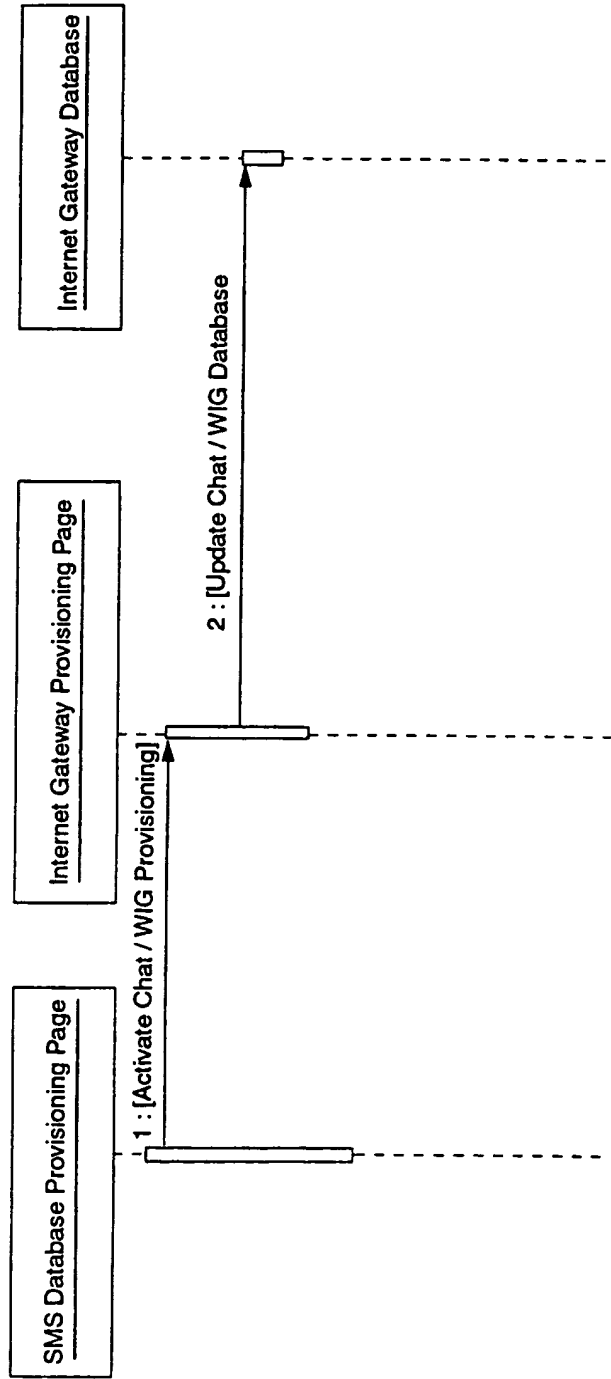 SMS Database Provisioning Page
Internet Gateway Provisioning Page
Internet Gateway Database
1 : [Activate Chat / WIG Provisioning]
2 : [Update Chat / WIG Database